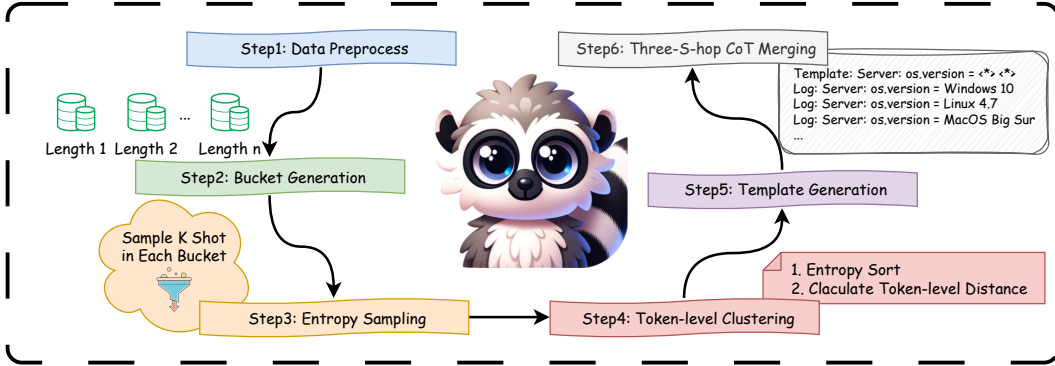 Step1: Data Preprocess
Length 1
Length 2
...
Length n
Step2: Bucket Generation
Sample K Shot
in Each Bucket
Step3: Entropy Sampling
Step4: Token-level Clustering
1. Entropy Sort
2. Claculate Token-level Distance
Step5: Template Generation
Step6: Three-S-hop CoT Merging
Template: Server: os.version = <*> <*>
Log: Server: os.version = Windows 10
Log: Server: os.version = Linux 4.7
Log: Server: os.version = MacOS Big Sur
...